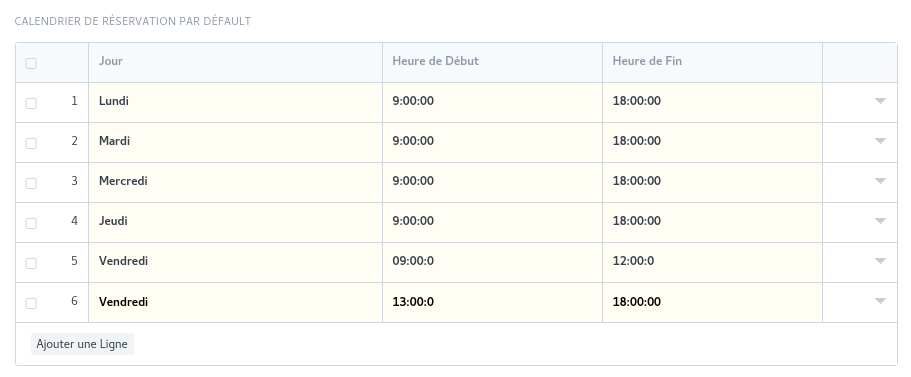 CALENDRIER DE RÉSERVATION PAR DÉFAULT
Jour Heure de Début Heure de Fin
1 Lundi 9:00:00 18:00:00
2 Mardi 9:00:00 18:00:00
3 Mercredi 9:00:00 18:00:00
4 Jeudi 9:00:00 18:00:00
5 Vendredi 09:00:0 12:00:0
6 Vendredi 13:00:0 18:00:00
Ajouter une Ligne